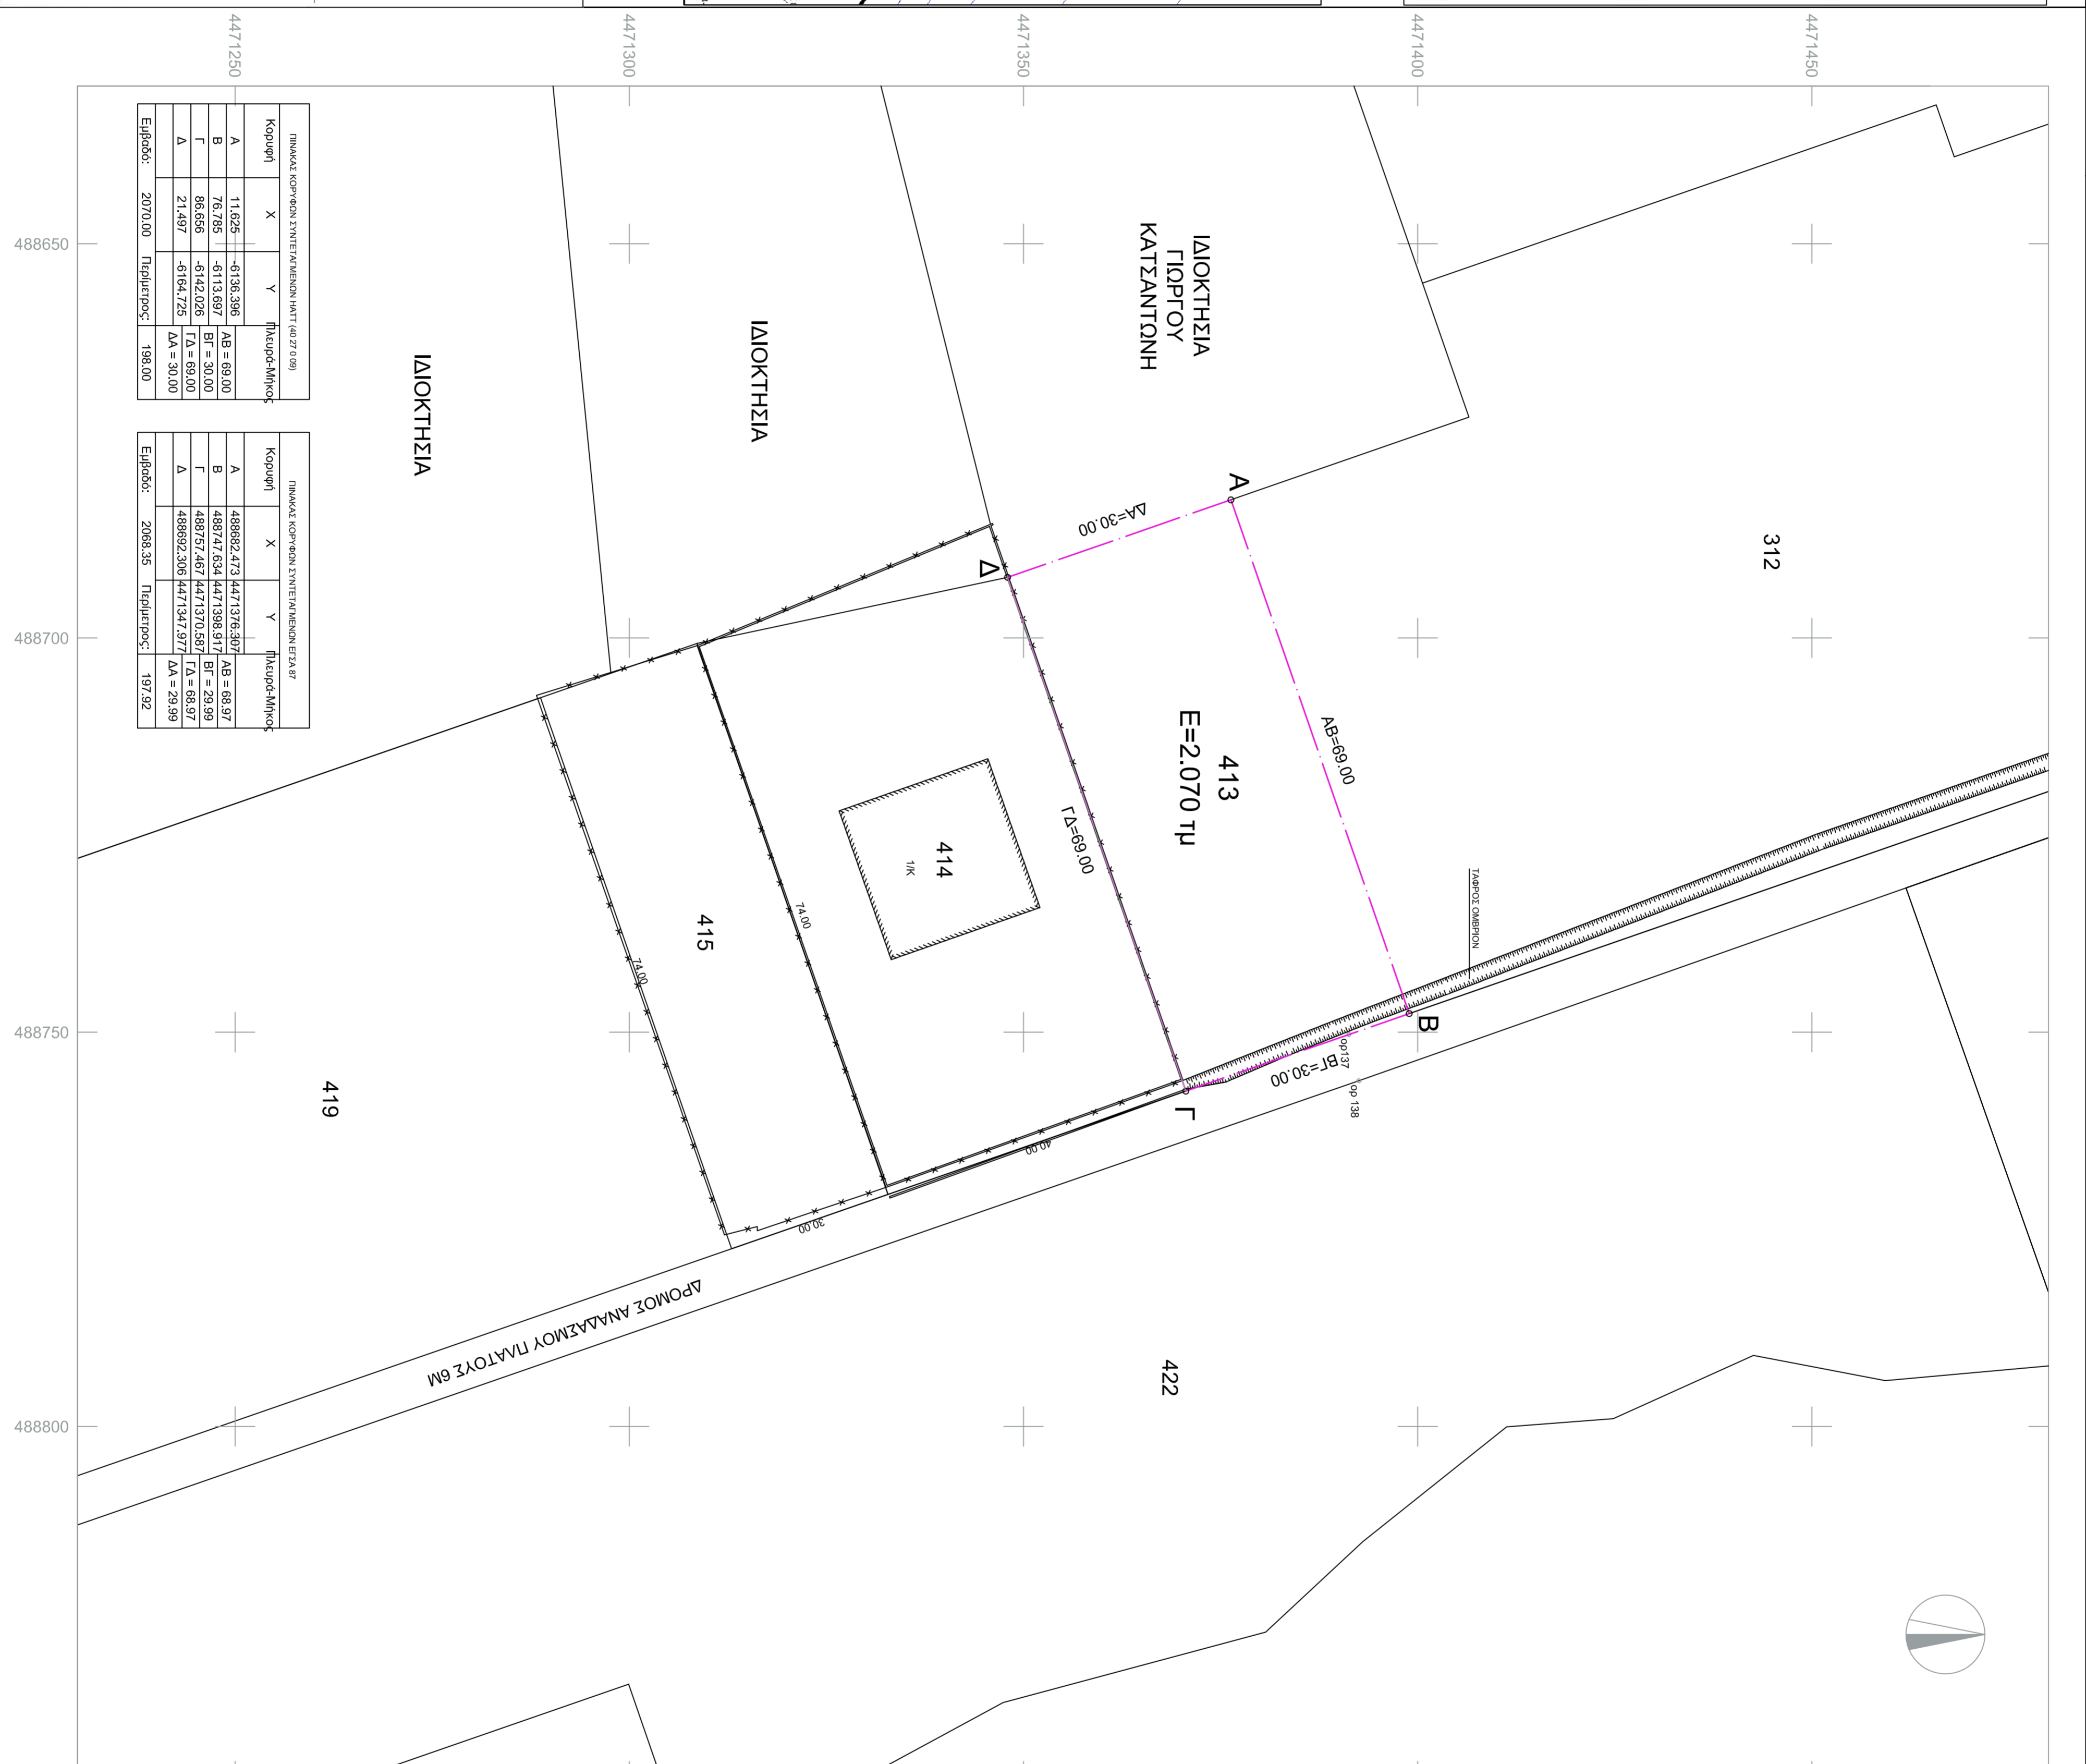 4471250
4471300
4471350
4471400
4471450
488650
488700
488750
488800
ΠΙΝΑΚΑΣ ΚΟΡΥΦΩΝ ΣΥΝΤΕΤΑΓΜΕΝΩΝ HATT (40 27 0 09)
Κορυφή X Y Πλευρά-Μήκος
Α 11.625 -6136.396 ΑΒ = 69.00
Β 76.785 -6113.697 ΒΓ = 30.00
Γ 86.656 -6142.026 ΓΔ = 69.00
Δ 21.497 -6164.725 ΔΑ = 30.00
Εμβαδό: 2070.00 Περίμετρος: 198.00
ΠΙΝΑΚΑΣ ΚΟΡΥΦΩΝ ΣΥΝΤΕΤΑΓΜΕΝΩΝ ΕΓΣΑ 87
Κορυφή X Y Πλευρά-Μήκος
Α 488682.473 4471376.307 ΑΒ = 68.97
Β 488747.634 4471398.917 ΒΓ = 29.99
Γ 488757.467 4471370.587 ΓΔ = 68.97
Δ 488692.306 4471347.977 ΔΑ = 29.99
Εμβαδό: 2068.35 Περίμετρος: 197.92
ΙΔΙΟΚΤΗΣΙΑ
ΙΔΙΟΚΤΗΣΙΑ
ΙΔΙΟΚΤΗΣΙΑ
ΓΙΩΡΓΟΥ
ΚΑΤΣΑΝΤΩΝΗ
312
Α
ΔΑ=30.00
Δ
ΑΒ=69.00
413
Ε=2.070 τμ
ΓΔ=69.00
ΤΑΦΡΟΣ ΟΜΒΡΙΟΝ
Β
ορ137
ορ 138
ΒΓ=30.00
Γ
414
1/Κ
74.00
415
74.00
40.00
30.00
419
ΔΡΟΜΟΣ ΑΝΑΔΑΣΜΟΥ ΠΛΑΤΟΥΣ 6Μ
422